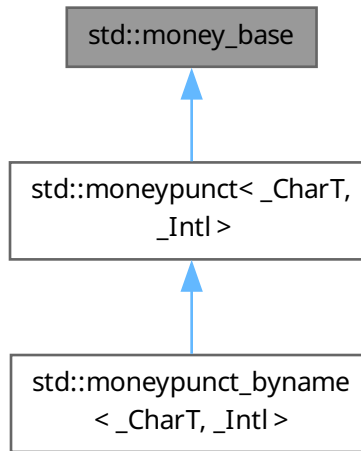 std::money_base
std::moneypunct< _CharT,
_Intl >
std::moneypunct_byname
< _CharT, _Intl >